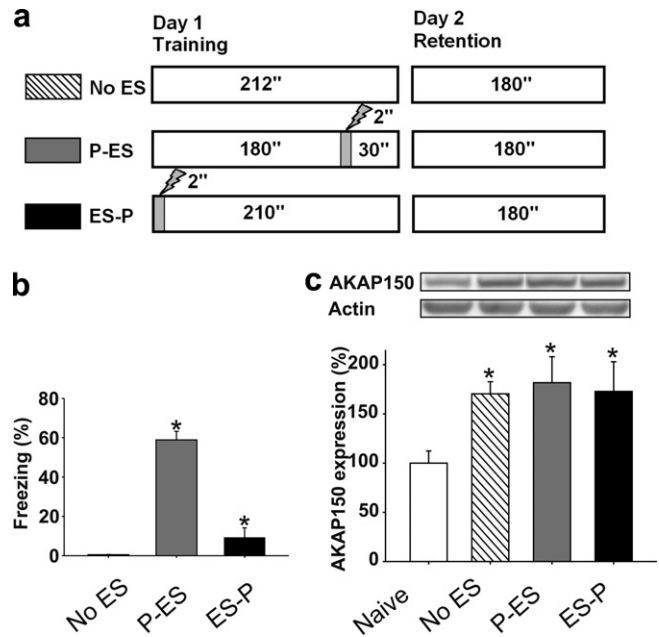 a
Day 1
Training
Day 2
Retention
No ES
212"
180"
2"
P-ES
180"
30"
180"
2"
ES-P
210"
180"
b
Freezing (%)
80
60
40
20
0
No ES
P-ES
ES-P
*
*
c
AKAP150
Actin
AKAP150 expression (%)
200
150
100
50
0
*
*
*
Naive
No ES
P-ES
ES-P